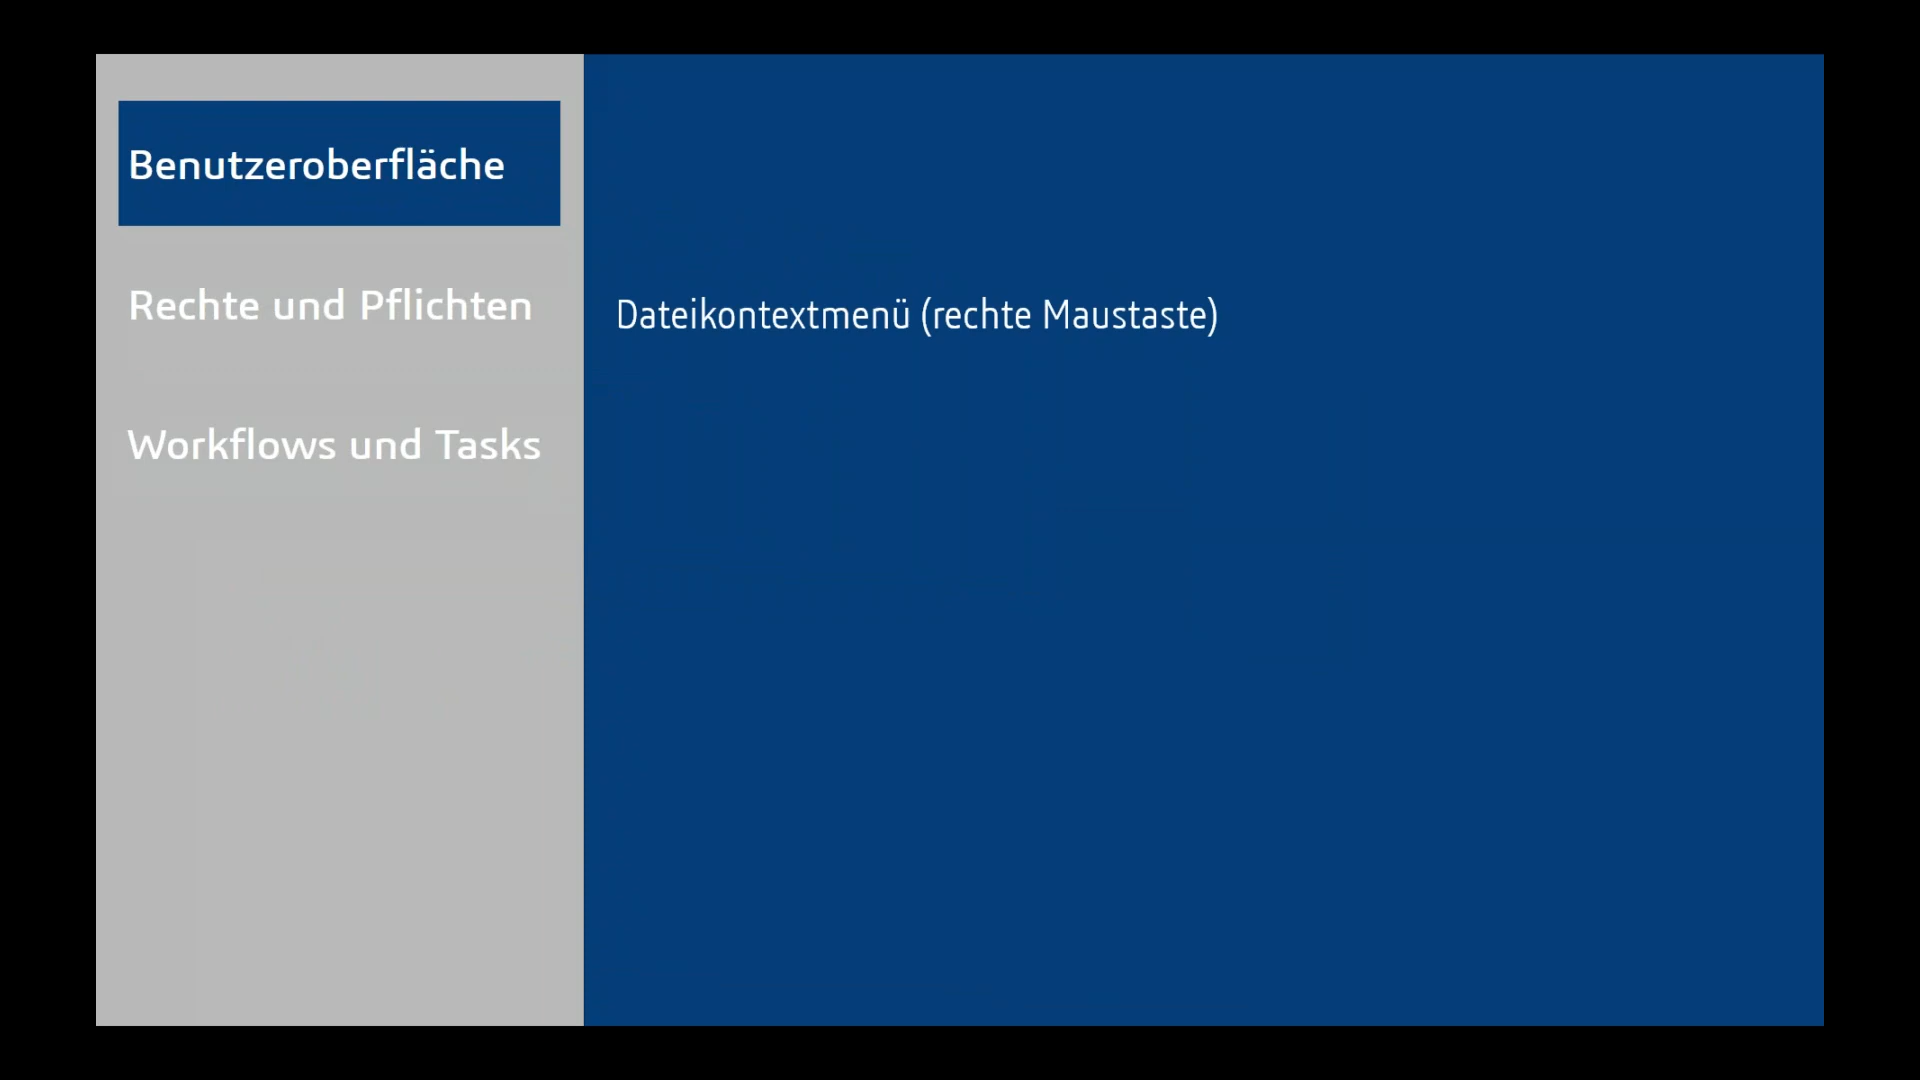 Benutzeroberfläche
Rechte und Pflichten
Workflows und Tasks
Dateikontextmenü (rechte Maustaste)